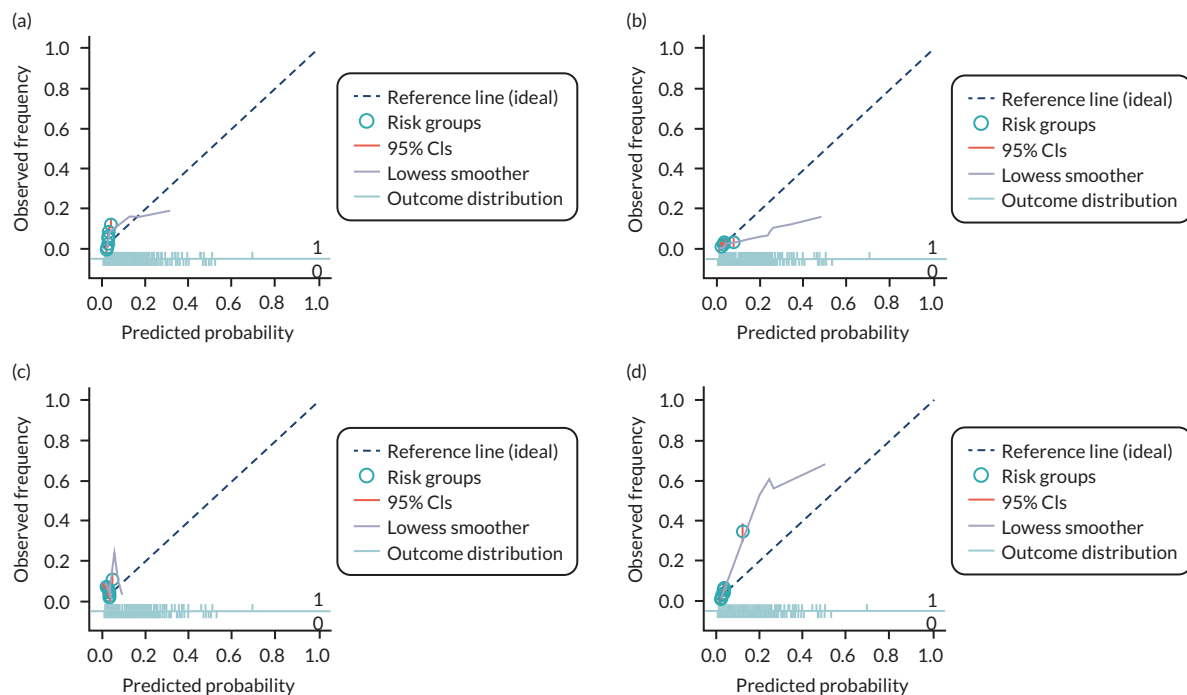 (a)
1.0
0.8
0.6
0.4
0.2
0.0
Observed frequency
0.0 0.2 0.4 0.6 0.8 1.0
Predicted probability
1
0
Reference line (ideal)
Risk groups
95% CIs
Lowess smoother
Outcome distribution
(b)
1.0
0.8
0.6
0.4
0.2
0.0
Observed frequency
0.0 0.2 0.4 0.6 0.8 1.0
Predicted probability
1
0
Reference line (ideal)
Risk groups
95% CIs
Lowess smoother
Outcome distribution
(c)
1.0
0.8
0.6
0.4
0.2
0.0
Observed frequency
0.0 0.2 0.4 0.6 0.8 1.0
Predicted probability
1
0
Reference line (ideal)
Risk groups
95% CIs
Lowess smoother
Outcome distribution
(d)
1.0
0.8
0.6
0.4
0.2
0.0
Observed frequency
0.0 0.2 0.4 0.6 0.8 1.0
Predicted probability
1
0
Reference line (ideal)
Risk groups
95% CIs
Lowess smoother
Outcome distribution